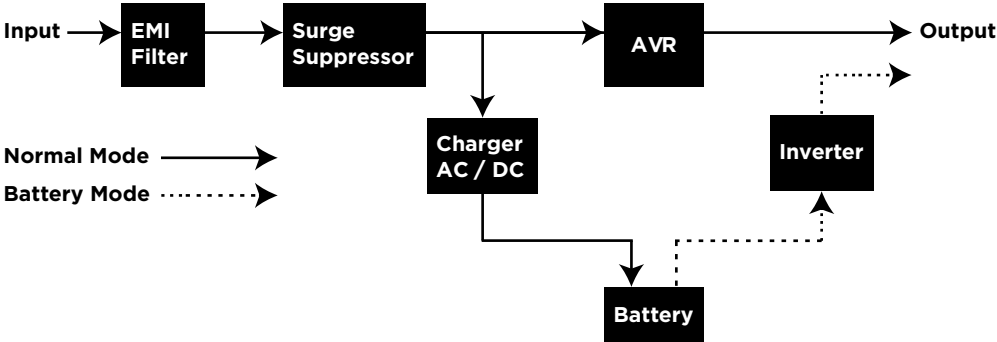 Input
EMI
Filter
Surge
Suppressor
AVR
Output
Charger
AC / DC
Inverter
Normal Mode
Battery Mode
Battery